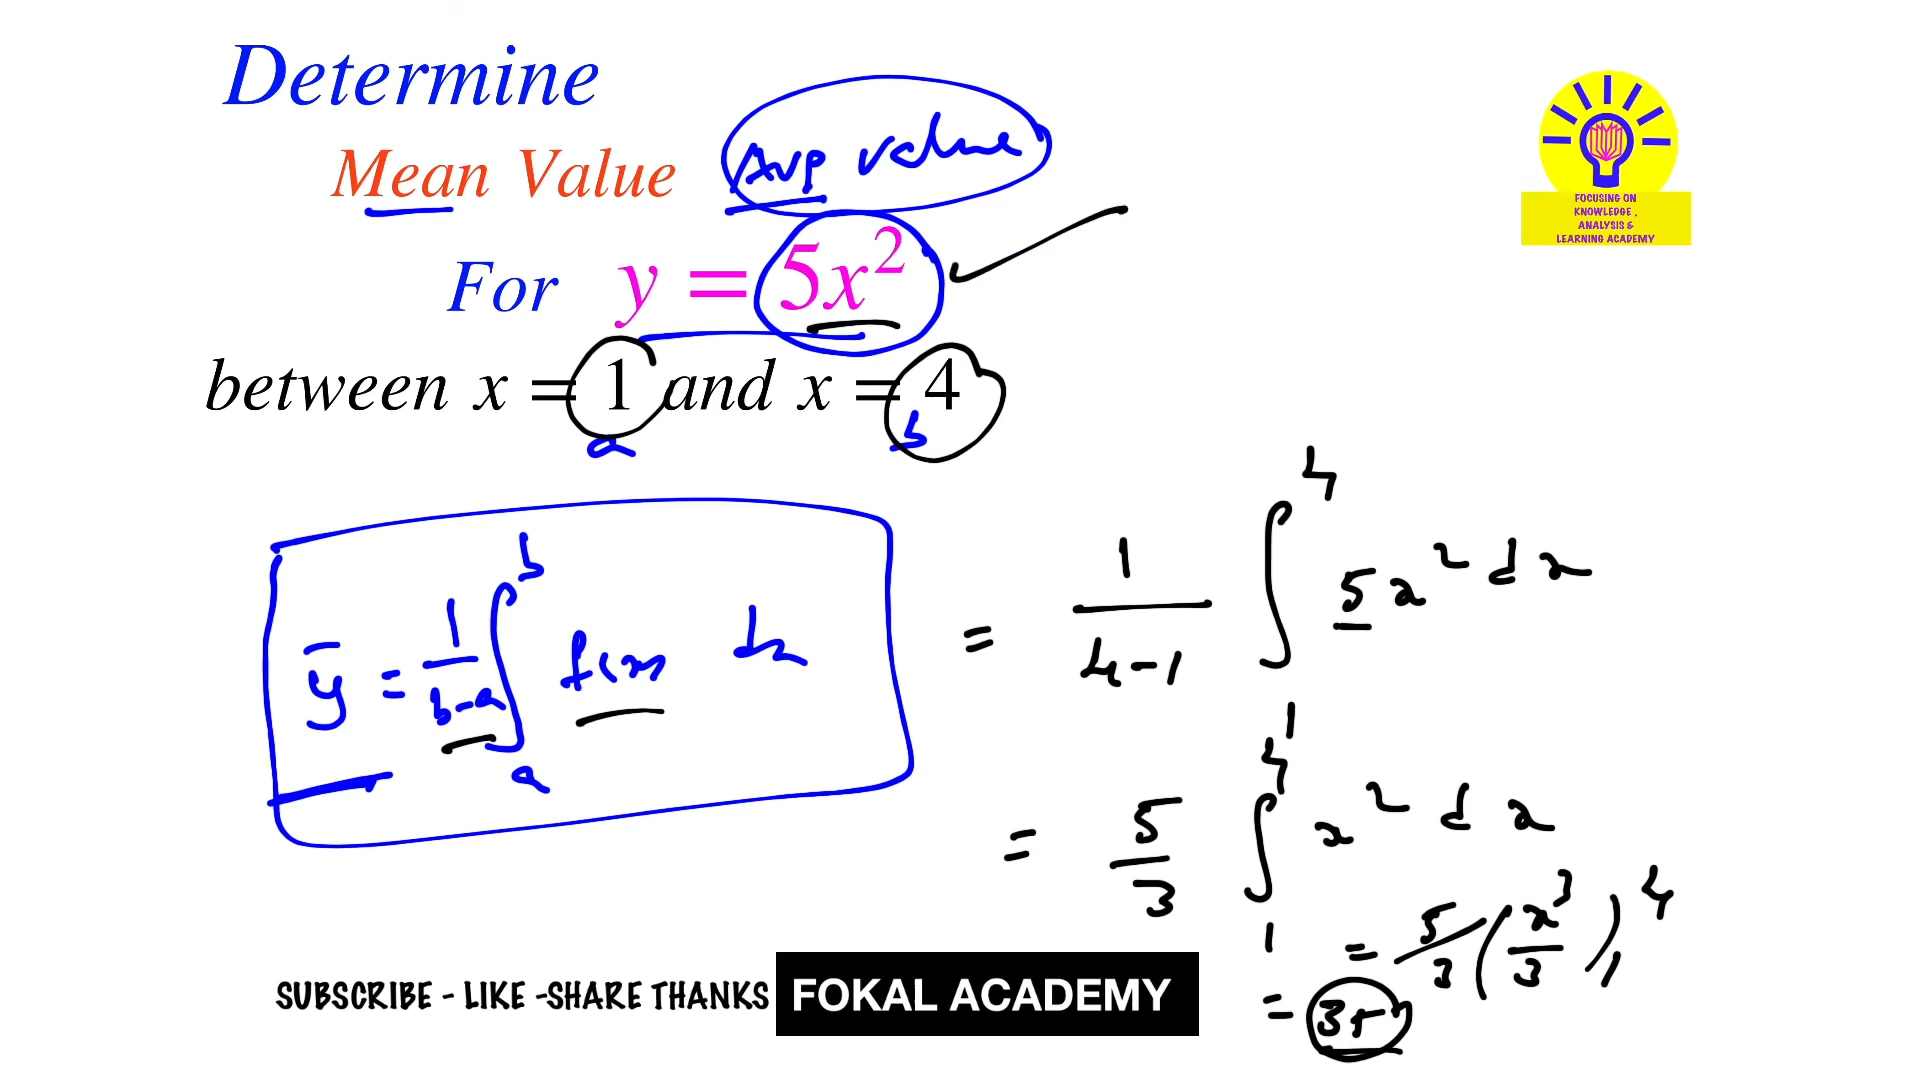 Determine
Mean Value Avg value
For y = 5x²
between x = 1 and x = 4
a b
ȳ = 1/(b-a) ∫ₐᵇ f(x) dx
= 1/(4-1) ∫₁⁴ 5x² dx
= 5/3 ∫₁⁴ x² dx
= 5/3 (x³/3)₁⁴
= 35
FOCUSING ON
KNOWLEDGE ,
ANALYSIS &
LEARNING ACADEMY
SUBSCRIBE - LIKE -SHARE THANKS FOKAL ACADEMY